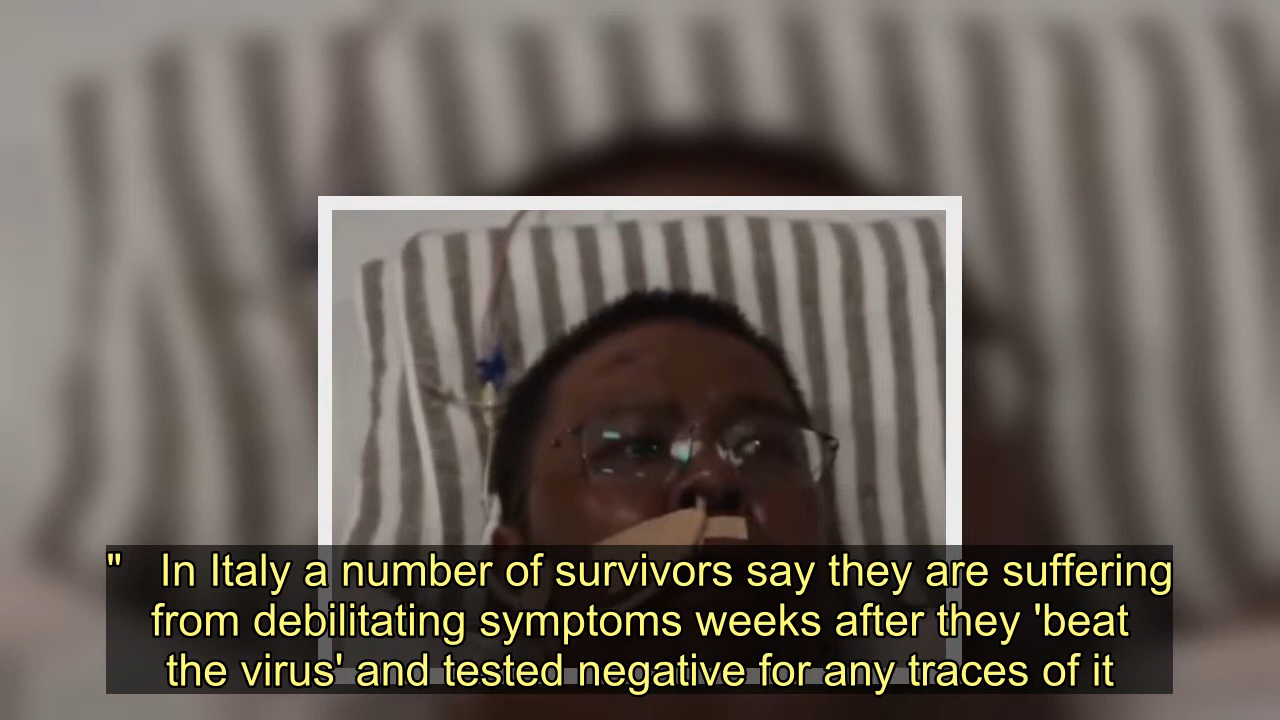 " In Italy a number of survivors say they are suffering
from debilitating symptoms weeks after they 'beat
the virus' and tested negative for any traces of it